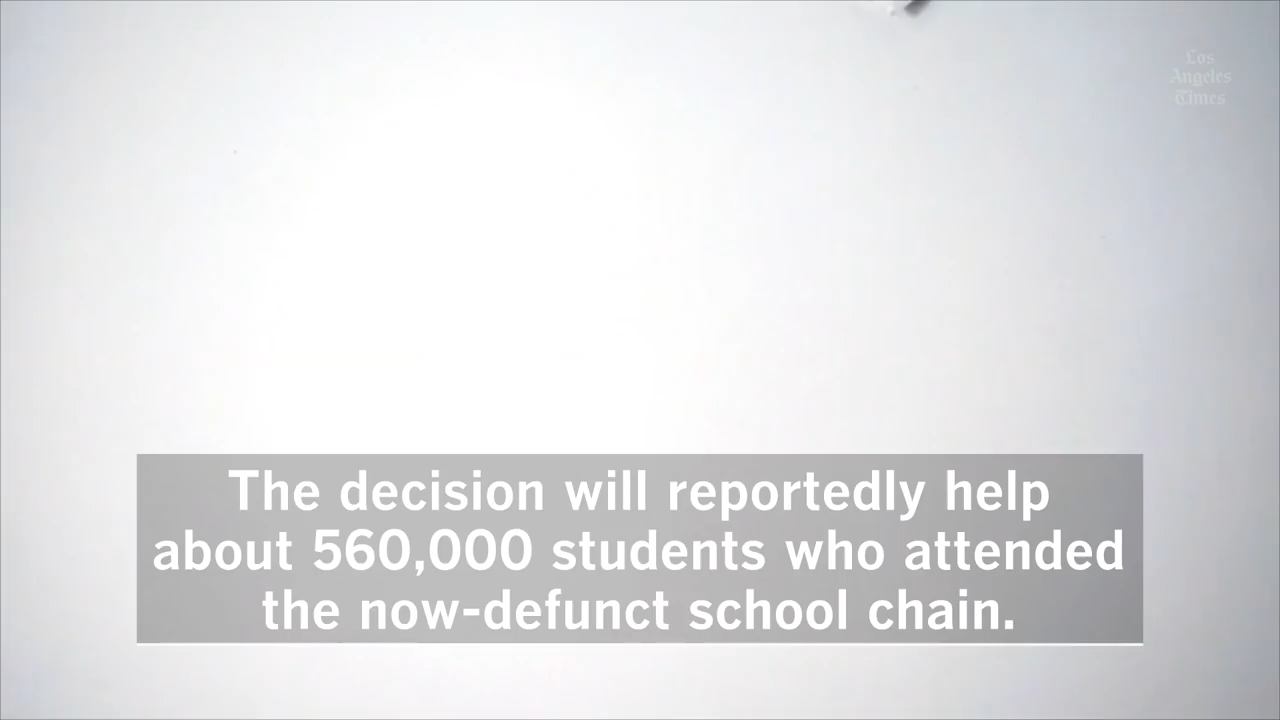 Los
Angeles
Times
The decision will reportedly help
about 560,000 students who attended
the now-defunct school chain.